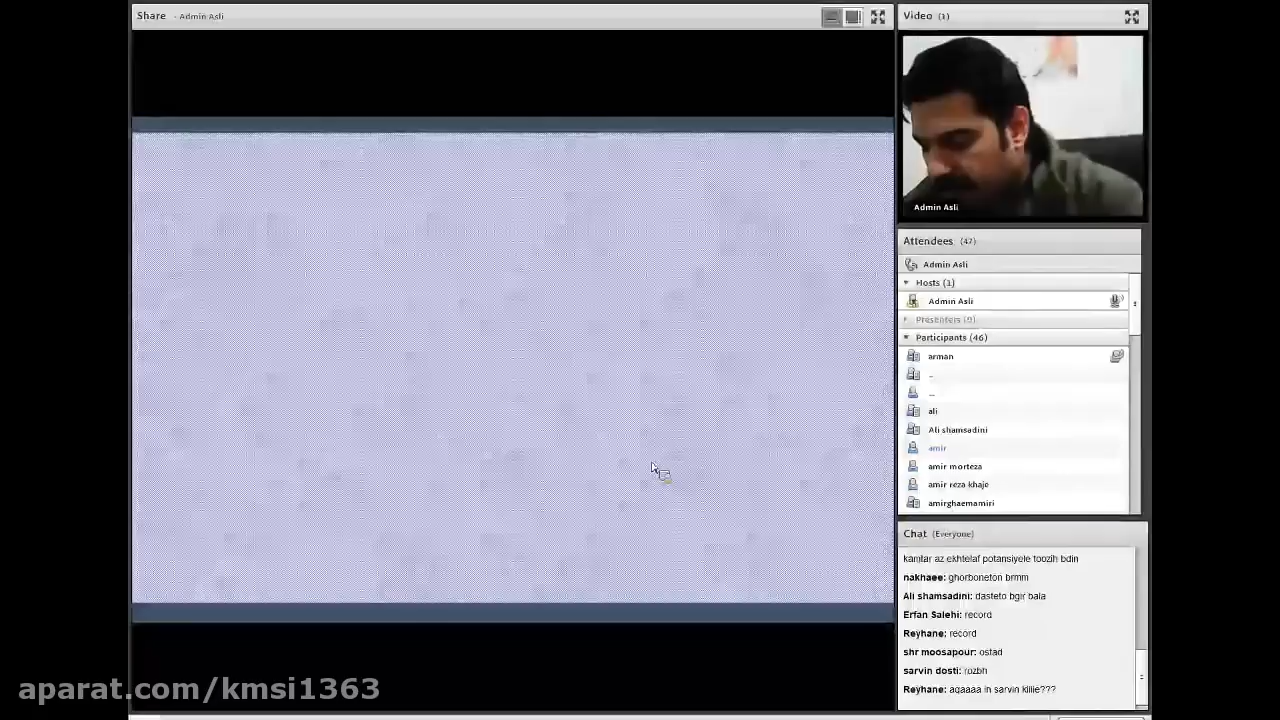 Share - Admin Asli
Video (1)
Admin Asli
Attendees (47)
Admin Asli
Hosts (1)
Admin Asli
Presenters (0)
Participants (46)
arman
..
...
ali
Ali shamsadini
amir
amir morteza
amir reza khaje
amirghaemamiri
Chat (Everyone)
kamtar az ekhtelaf potansiyele toozih bdin
nakhaee: ghorboneton brmm
Ali shamsadini: dasteto bgir bala
Erfan Salehi: record
Reyhane: record
shr moosapour: ostad
sarvin dosti: rozbh
Reyhane: agaaaa in sarvin kiliie???
aparat.com/kmsi1363